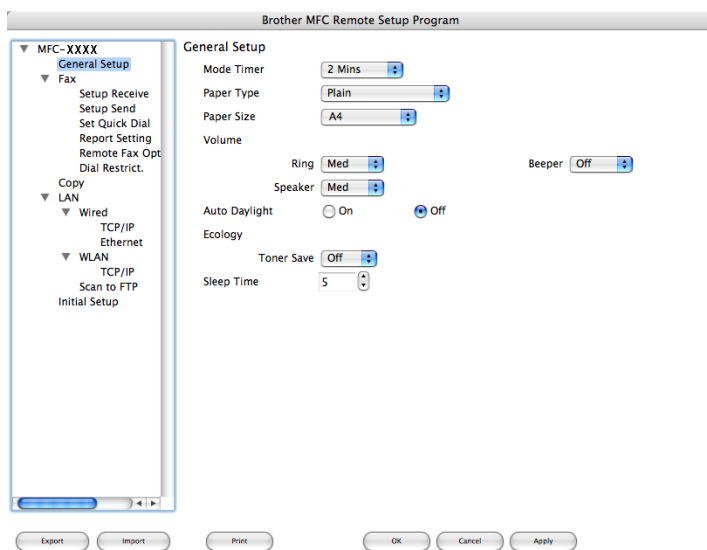 Brother MFC Remote Setup Program
MFC-XXXX
General Setup
Fax
Setup Receive
Setup Send
Set Quick Dial
Report Setting
Remote Fax Opt
Dial Restrict.
Copy
LAN
Wired
TCP/IP
Ethernet
WLAN
TCP/IP
Scan to FTP
Initial Setup
General Setup
Mode Timer 2 Mins
Paper Type Plain
Paper Size A4
Volume
Ring Med Beeper Off
Speaker Med
Auto Daylight On Off
Ecology
Toner Save Off
Sleep Time 5
Export Import Print OK Cancel Apply